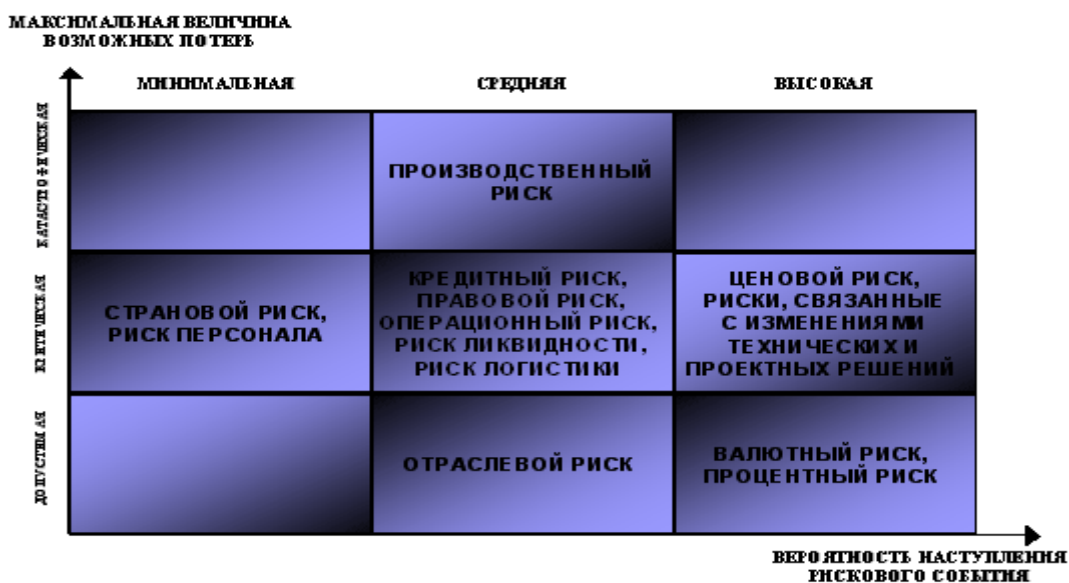 МАКСИМАЛЬНАЯ ВЕЛИЧИНА
ВОЗМОЖНЫХ ПОТЕРЬ
МИНИМАЛЬНАЯ
СРЕДНЯЯ
ВЫСОКАЯ
КАТАСТРОФИЧЕСКАЯ
ПРОИЗВОДСТВЕННЫЙ
РИСК
КРИТИЧЕСКАЯ
СТРАНОВОЙ РИСК,
РИСК ПЕРСОНАЛА
КРЕДИТНЫЙ РИСК,
ПРАВОВОЙ РИСК,
ОПЕРАЦИОННЫЙ РИСК,
РИСК ЛИКВИДНОСТИ,
РИСК ЛОГИСТИКИ
ЦЕНОВОЙ РИСК,
РИСКИ, СВЯЗАННЫЕ
С ИЗМЕНЕНИЯМИ
ТЕХНИЧЕСКИХ И
ПРОЕКТНЫХ РЕШЕНИЙ
ДОПУСТИМАЯ
ОТРАСЛЕВОЙ РИСК
ВАЛЮТНЫЙ РИСК,
ПРОЦЕНТНЫЙ РИСК
ВЕРОЯТНОСТЬ НАСТУПЛЕНИЯ
РИСКОВОГО СОБЫТИЯ